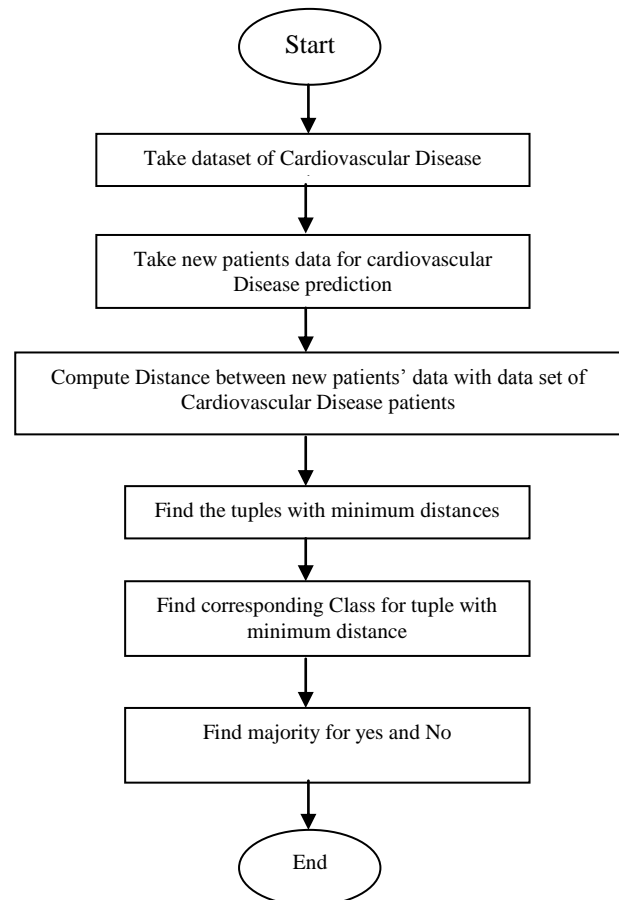 Start
Take dataset of Cardiovascular Disease
.
Take new patients data for cardiovascular
Disease prediction
Compute Distance between new patients’ data with data set of
Cardiovascular Disease patients
Find the tuples with minimum distances
Find corresponding Class for tuple with
minimum distance
Find majority for yes and No
End